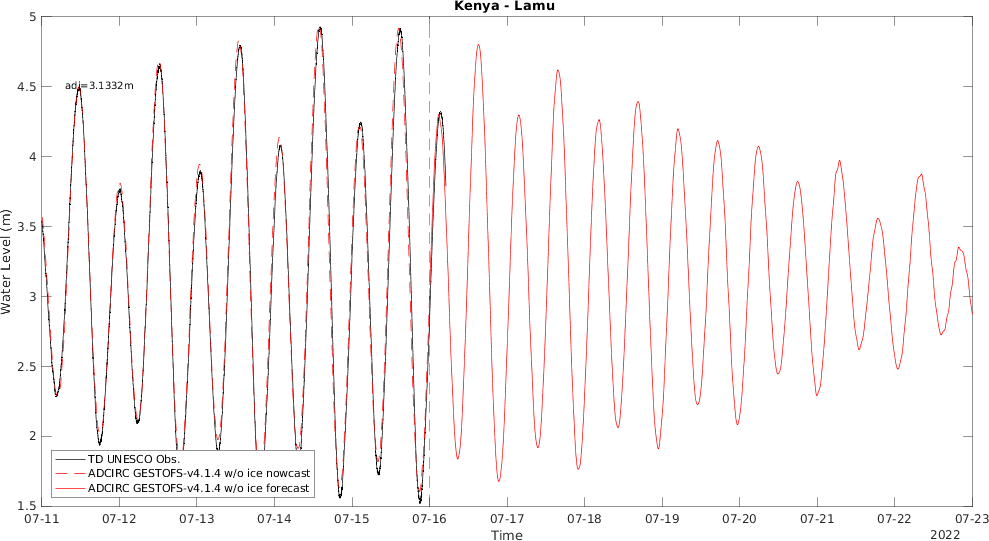 Kenya - Lamu
5
4.5
4
3.5
3
2.5
2
1.5
Water Level (m)
adj=3.1332m
TD UNESCO Obs.
ADCIRC GESTOFS-v4.1.4 w/o ice nowcast
ADCIRC GESTOFS-v4.1.4 w/o ice forecast
07-11 07-12 07-13 07-14 07-15 07-16 07-17 07-18 07-19 07-20 07-21 07-22 07-23
Time
2022